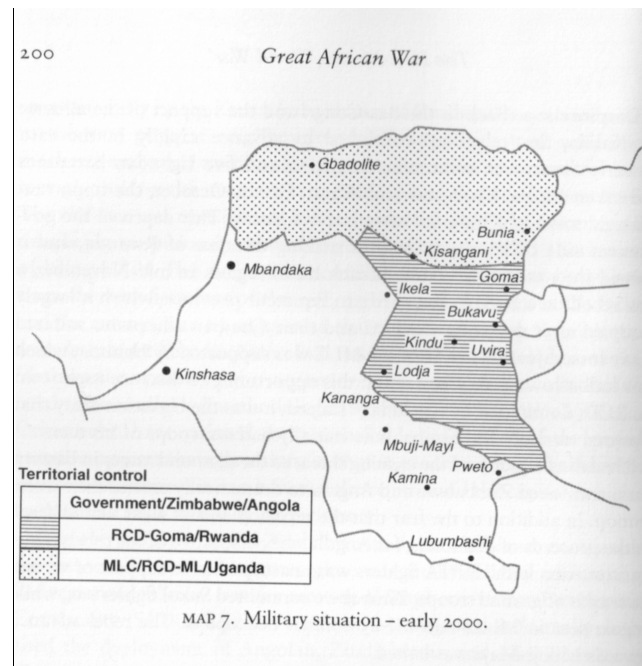 200
Great African War
Gbadolite
Bunia
Kisangani
Mbandaka
Goma
Ikela
Bukavu
Kindu
Uvira
Kinshasa
Lodja
Kananga
Mbuji-Mayi
Pweto
Kamina
Lubumbashi
Territorial control
Government/Zimbabwe/Angola
RCD-Goma/Rwanda
MLC/RCD-ML/Uganda
MAP 7. Military situation – early 2000.